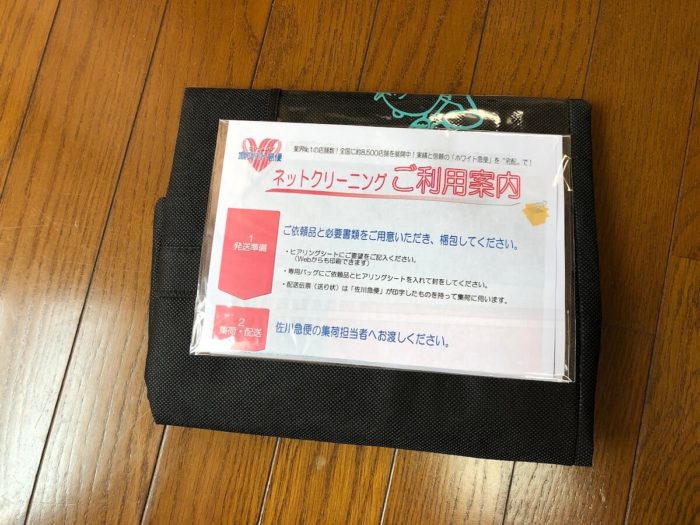 業界No.1の店舗数!全国に約6,500店舗を展開中!実績と信頼の「ホワイト急便」を"宅配"で!
ネットクリーニング ご利用案内
1
発送準備
ご依頼品と必要書類をご用意いただき、梱包してください。
・ヒアリングシートにご要望をご記入ください。
(Webからも印刷できます)
・専用バッグにご依頼品とヒアリングシートを入れて封をしてください。
・配送伝票(送り状)は「佐川急便」が印字したものを持って集荷に伺います。
2
集荷・配送
佐川急便の集荷担当者へお渡しください。